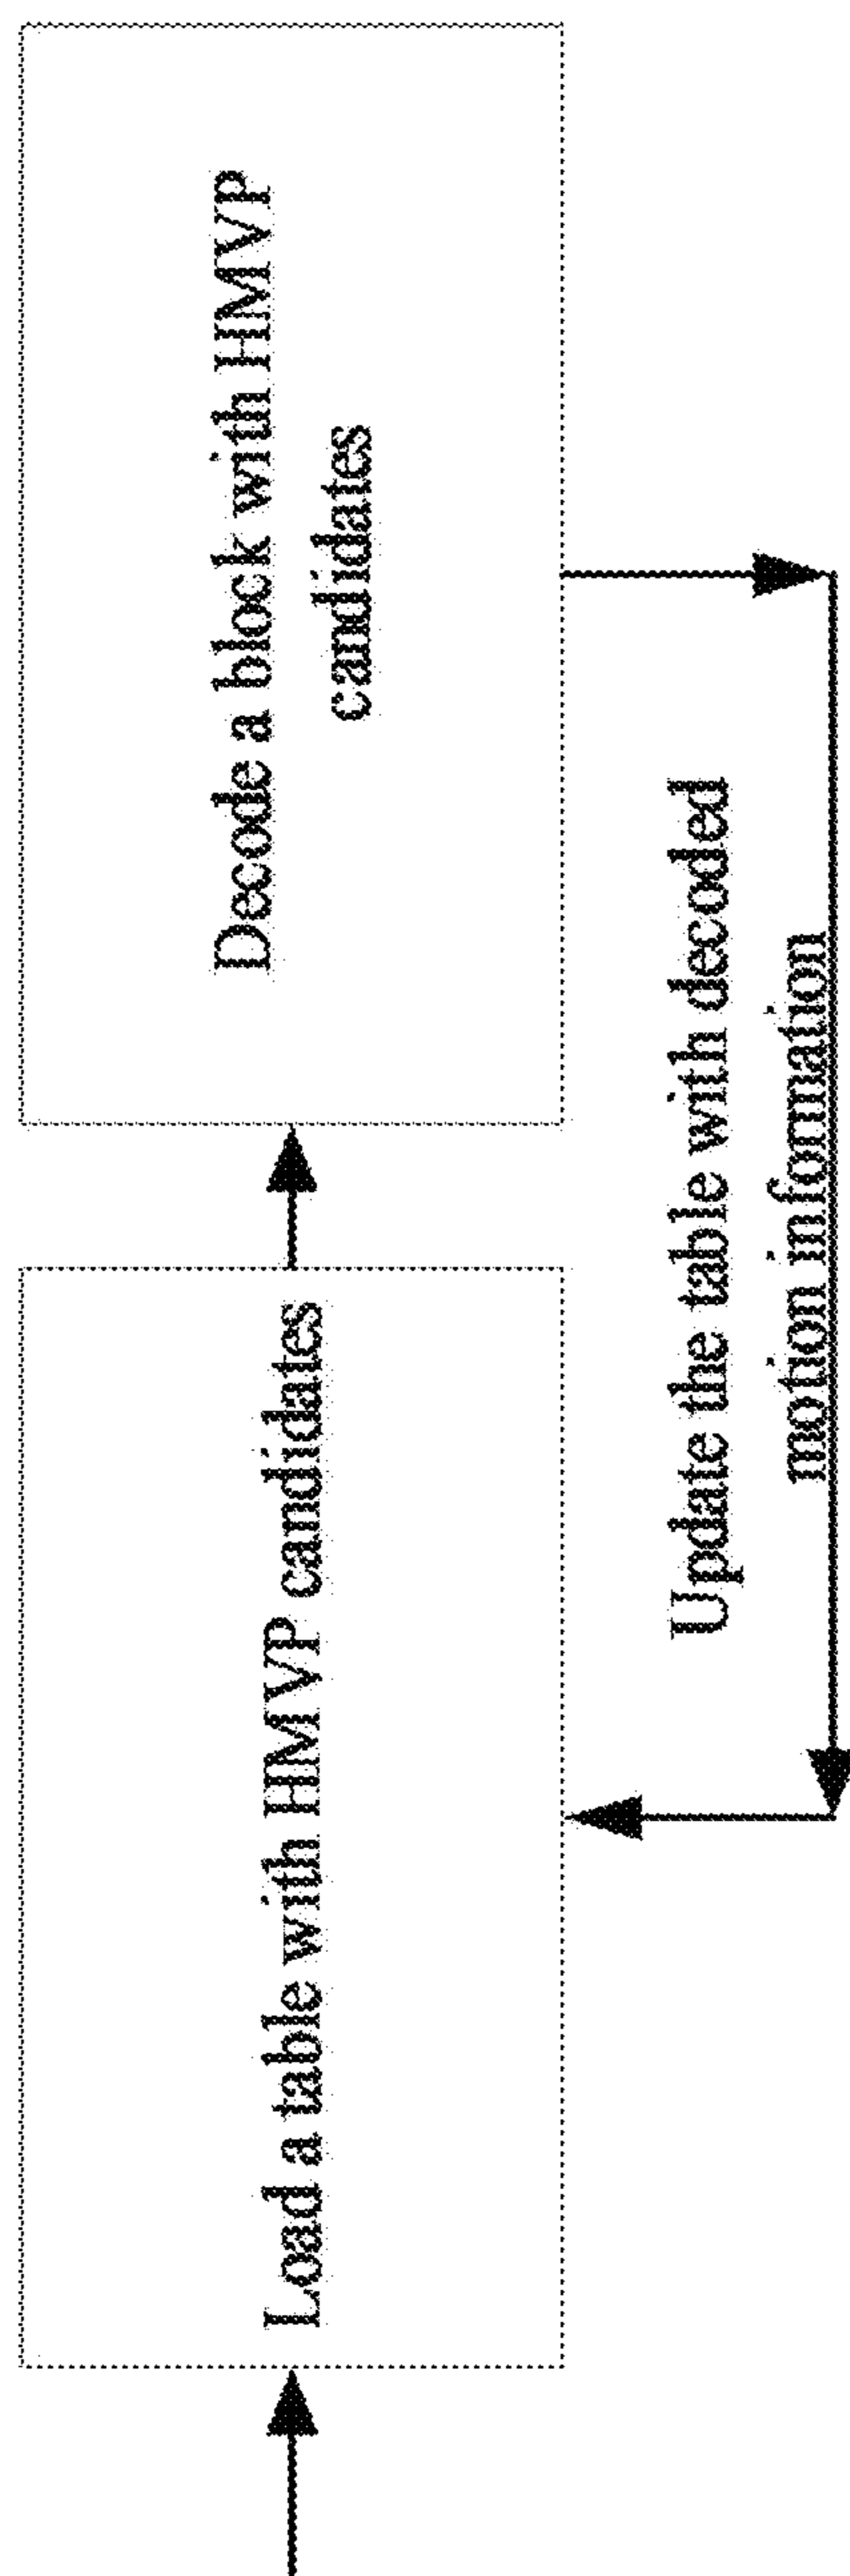 Load a table with HMVP candidates
Decode a block with HMVP
candidates
Update the table with decoded
motion information